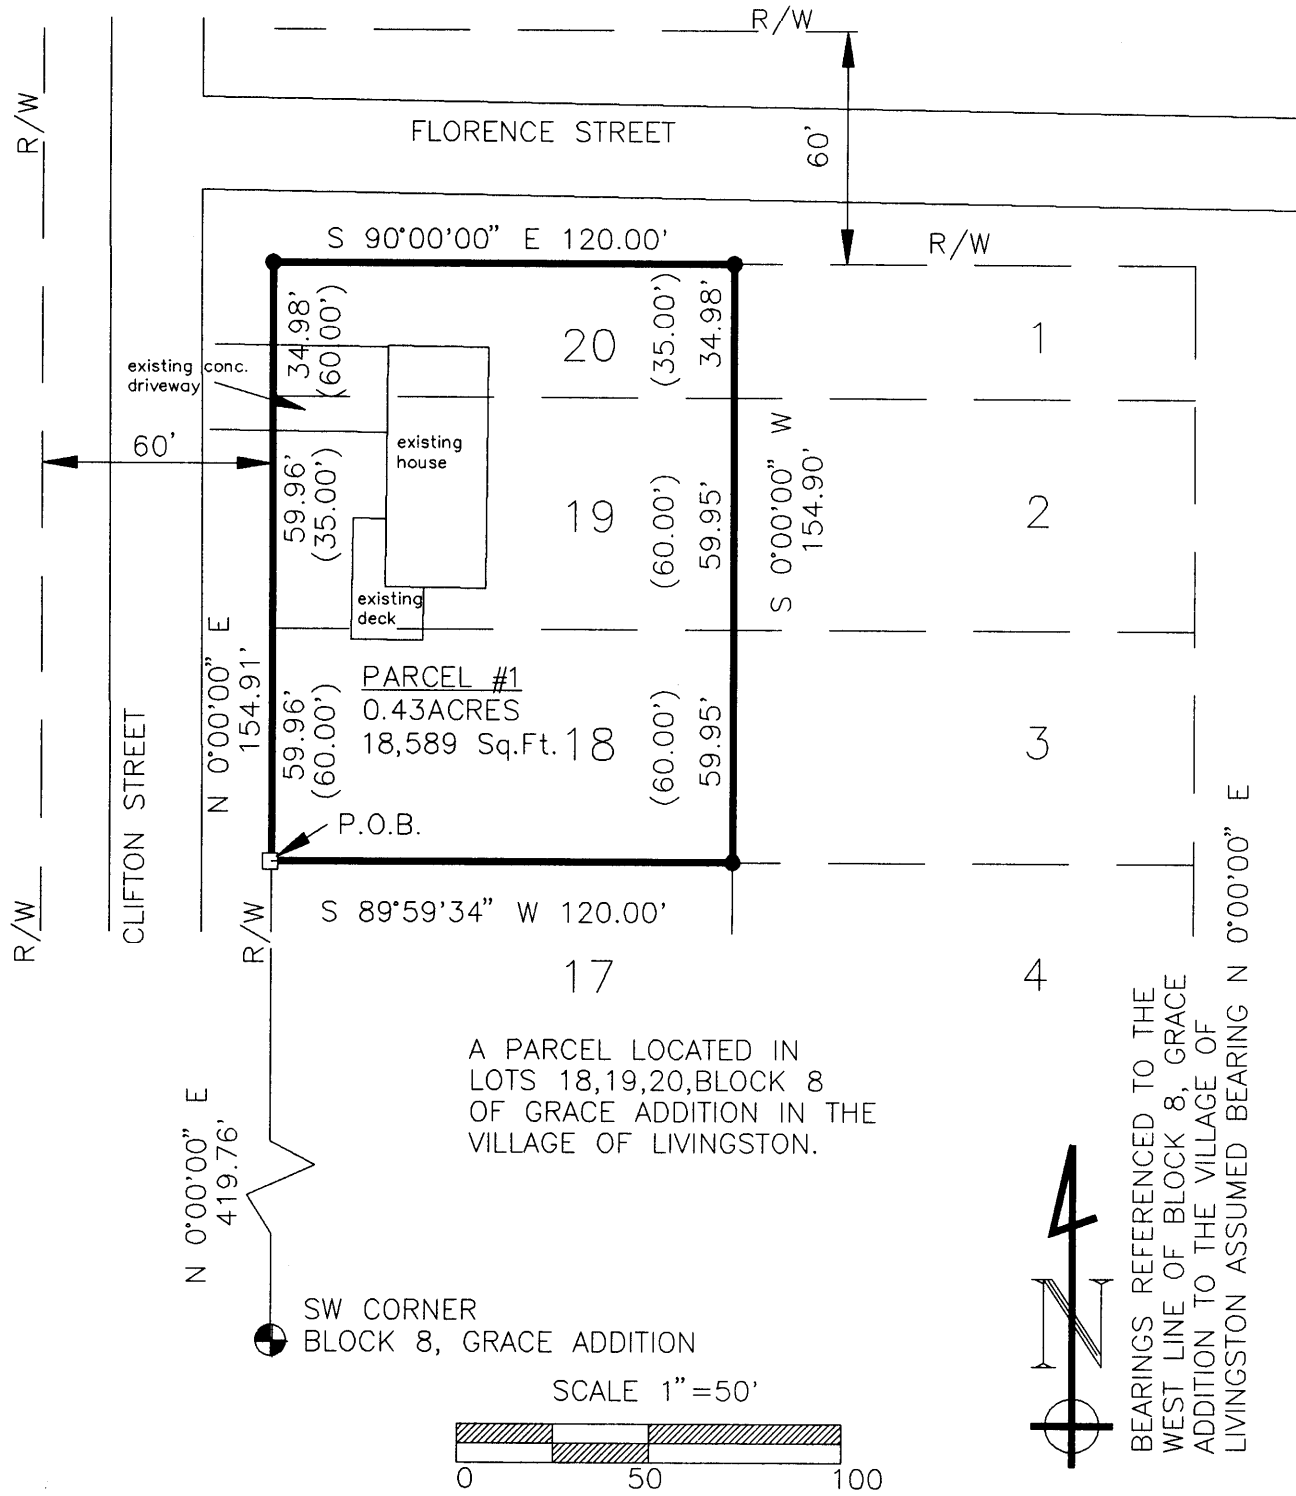 R/W
R/W
FLORENCE STREET
60'
S 90°00'00" E 120.00'
R/W
34.98'
(60.00')
20
(35.00')
34.98'
1
existing conc.
driveway
60'
existing
house
59.96'
(35.00')
19
(60.00')
59.95'
S 0°00'00" W
154.90'
2
existing
deck
N 0°00'00" E
154.91'
PARCEL #1
0.43ACRES
18,589 Sq.Ft.
59.96'
(60.00')
18
(60.00')
59.95'
3
CLIFTON STREET
P.O.B.
R/W
R/W
S 89°59'34" W 120.00'
17
4
A PARCEL LOCATED IN
LOTS 18,19,20,BLOCK 8
OF GRACE ADDITION IN THE
VILLAGE OF LIVINGSTON.
N 0°00'00" E
419.76'
SW CORNER
BLOCK 8, GRACE ADDITION
BEARINGS REFERENCED TO THE
WEST LINE OF BLOCK 8, GRACE
ADDITION TO THE VILLAGE OF
LIVINGSTON ASSUMED BEARING N 0°00'00" E
N
SCALE 1"=50'
0 50 100